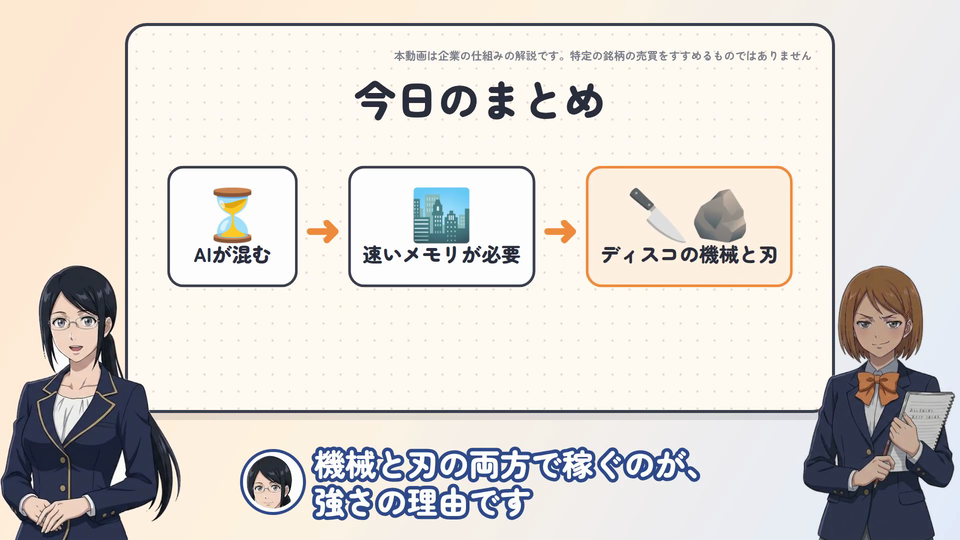 本動画は企業の仕組みの解説です。特定の銘柄の売買をすすめるものではありません
今日のまとめ
AIが混む
速いメモリが必要
ディスコの機械と刃
機械と刃の両方で稼ぐのが、
強さの理由です